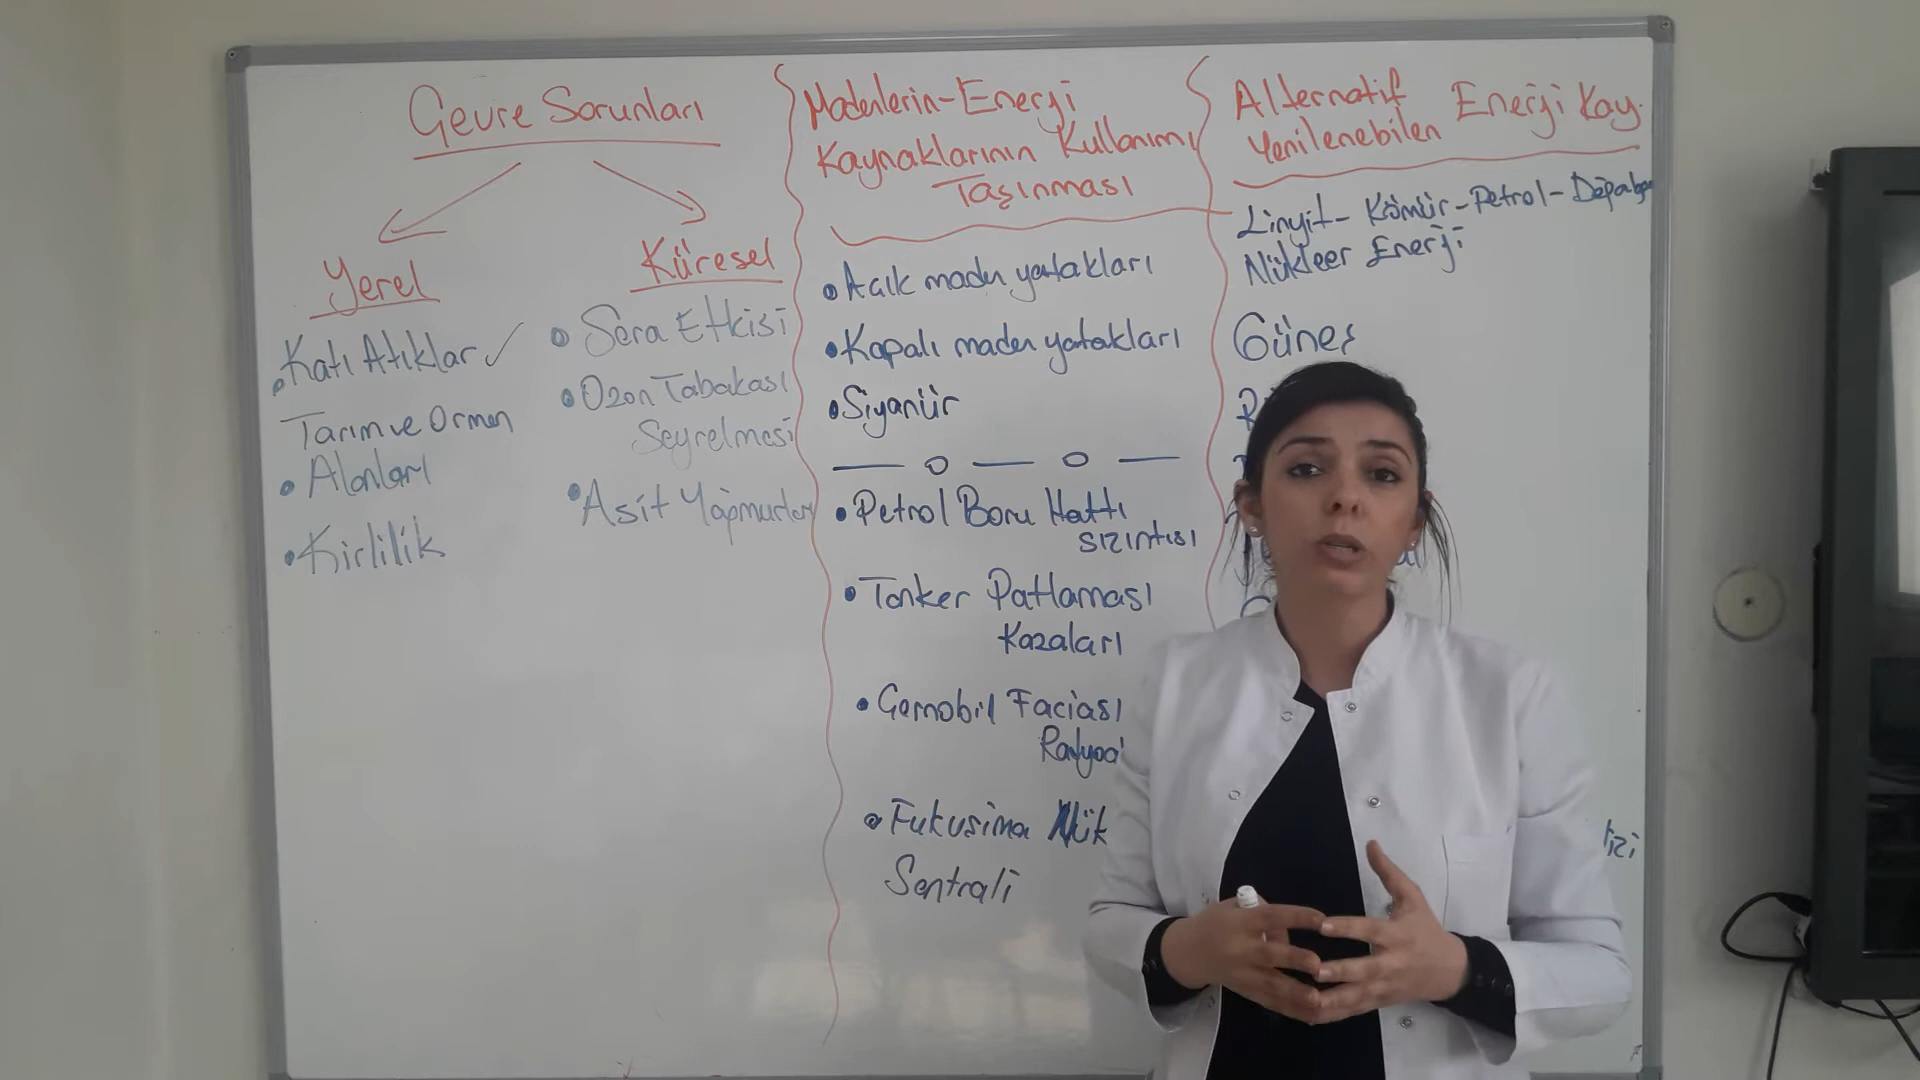 Çevre Sorunları
Yerel
Katı Atıklar ✓
Tarım ve Orman
• Alanları
• Kirlilik
Küresel
• Sera Etkisi
• Ozon Tabakası
Seyrelmesi
• Asit Yağmurları
Madenlerin-Enerji
Kaynaklarının Kullanımı
Taşınması
• Açık maden yatakları
• Kapalı maden yatakları
• Siyanür
• Petrol Boru Hattı
sızıntısı
• Tanker Patlaması
Kazaları
• Çernobil Faciası
Radyoa
• Fukuşima Nük
Santrali
Alternatif Enerji Kay.
Yenilenebilen
Linyit - Kömür - Petrol - Doğalgaz
Nükleer Enerji
Güneş